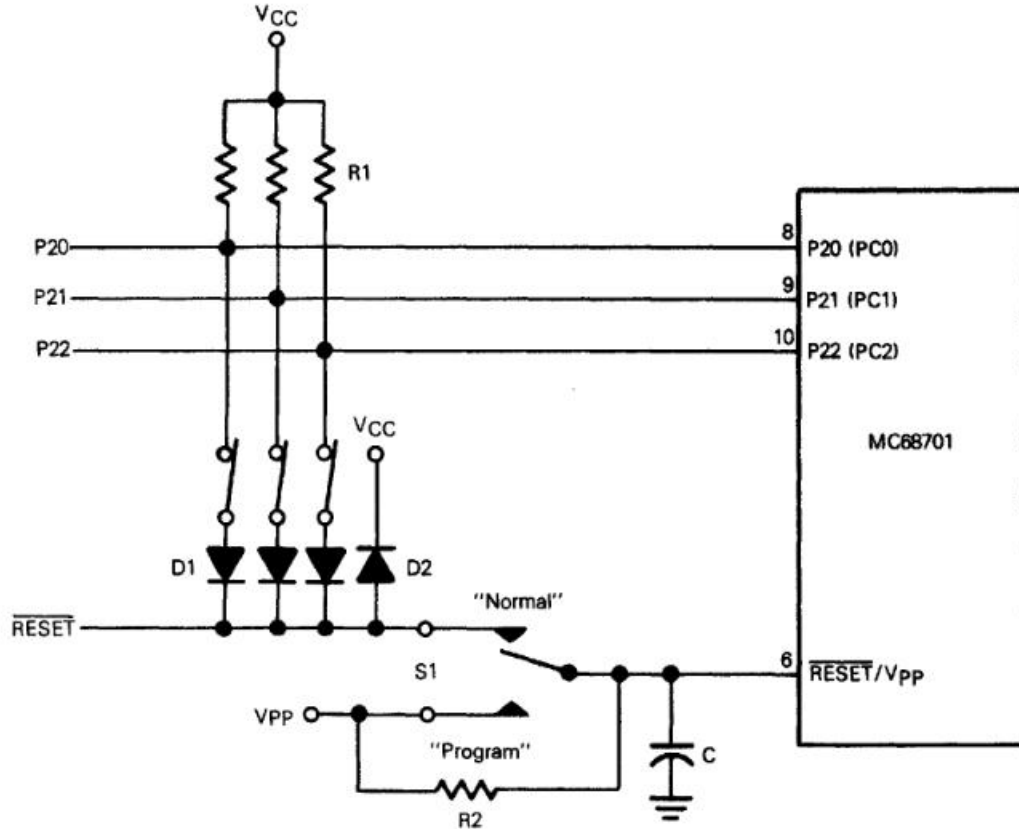 VCC
R1
P20
8
P20 (PC0)
P21
9
P21 (PC1)
P22
10
P22 (PC2)
VCC
MC68701
D1
D2
"Normal"
RESET
S1
6
RESET/VPP
VPP
"Program"
C
R2